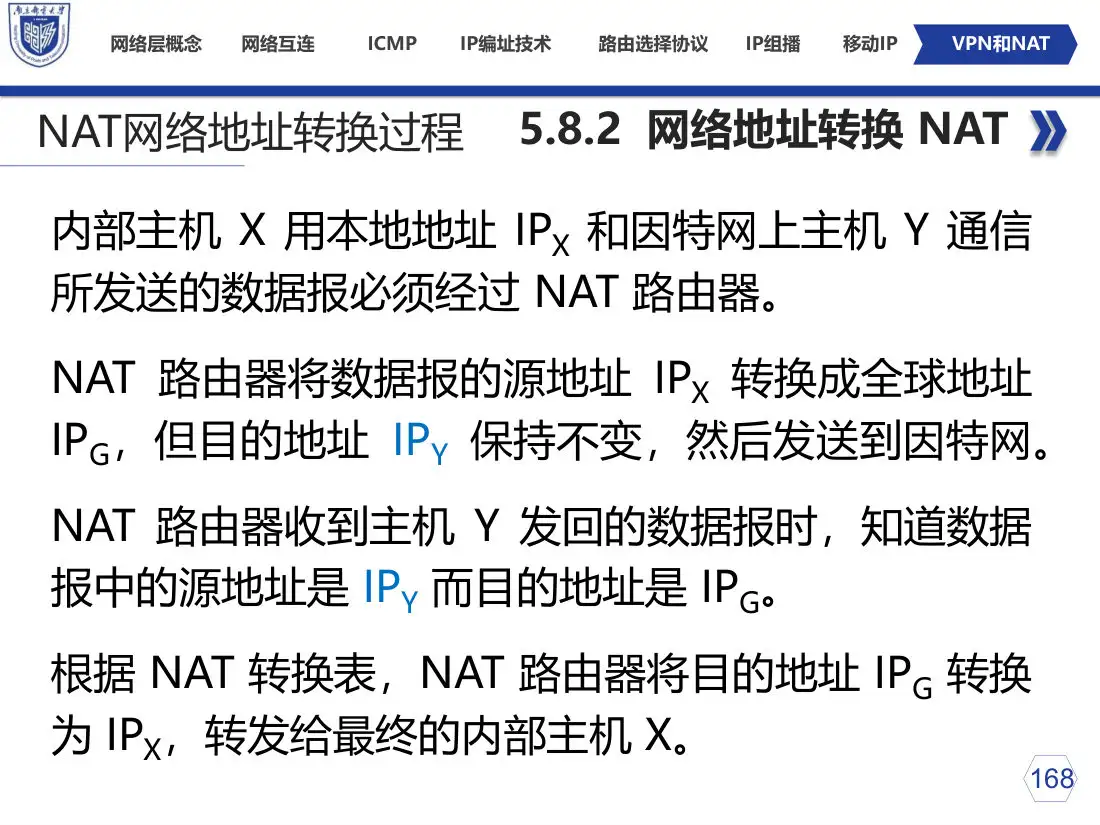 网络层概念 网络互连 ICMP IP编址技术 路由选择协议 IP组播 移动IP VPN和NAT
NAT网络地址转换过程 5.8.2 网络地址转换 NAT
内部主机 X 用本地地址 IPX 和因特网上主机 Y 通信
所发送的数据报必须经过 NAT 路由器。
NAT 路由器将数据报的源地址 IPX 转换成全球地址
IPG，但目的地址 IPY 保持不变，然后发送到因特网。
NAT 路由器收到主机 Y 发回的数据报时，知道数据
报中的源地址是 IPY 而目的地址是 IPG。
根据 NAT 转换表，NAT 路由器将目的地址 IPG 转换
为 IPX，转发给最终的内部主机 X。
168